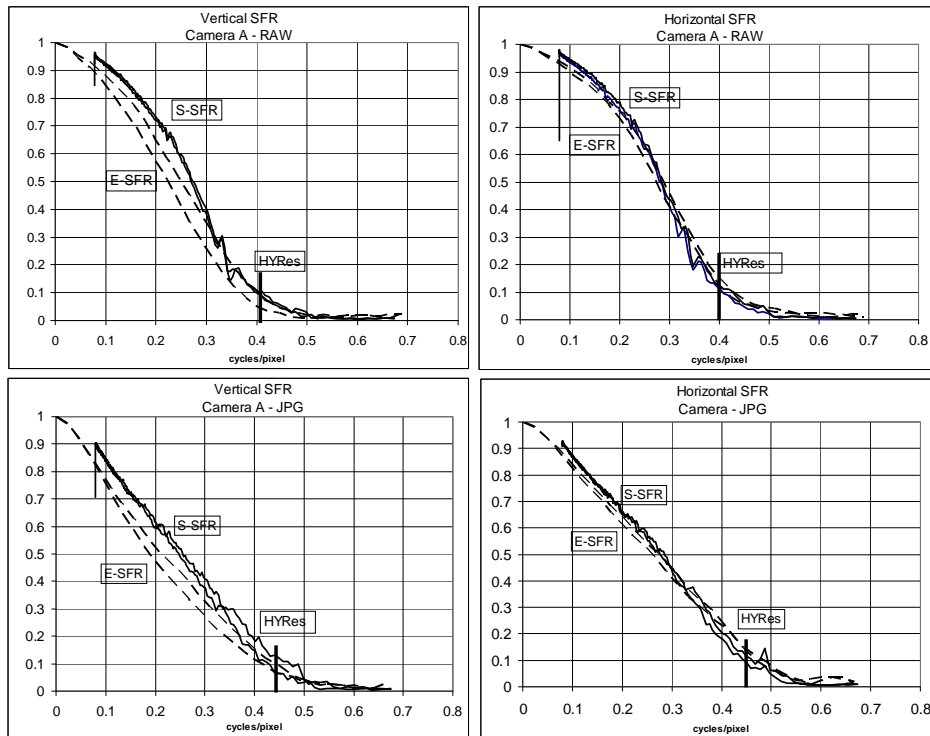 Vertical SFR
Camera A - RAW
1
0.9
0.8
0.7
0.6
0.5
0.4
0.3
0.2
0.1
0
S-SFR
E-SFR
HYRes
0 0.1 0.2 0.3 0.4 0.5 0.6 0.7 0.8
cycles/pixel
Horizontal SFR
Camera A - RAW
1
0.9
0.8
0.7
0.6
0.5
0.4
0.3
0.2
0.1
0
S-SFR
E-SFR
HYRes
0 0.1 0.2 0.3 0.4 0.5 0.6 0.7 0.8
cycles/pixel
Vertical SFR
Camera A - JPG
1
0.9
0.8
0.7
0.6
0.5
0.4
0.3
0.2
0.1
0
S-SFR
E-SFR
HYRes
0 0.1 0.2 0.3 0.4 0.5 0.6 0.7 0.8
cycles/pixel
Horizontal SFR
Camera - JPG
1
0.9
0.8
0.7
0.6
0.5
0.4
0.3
0.2
0.1
0
S-SFR
E-SFR
HYRes
0 0.1 0.2 0.3 0.4 0.5 0.6 0.7 0.8
cycles/pixel